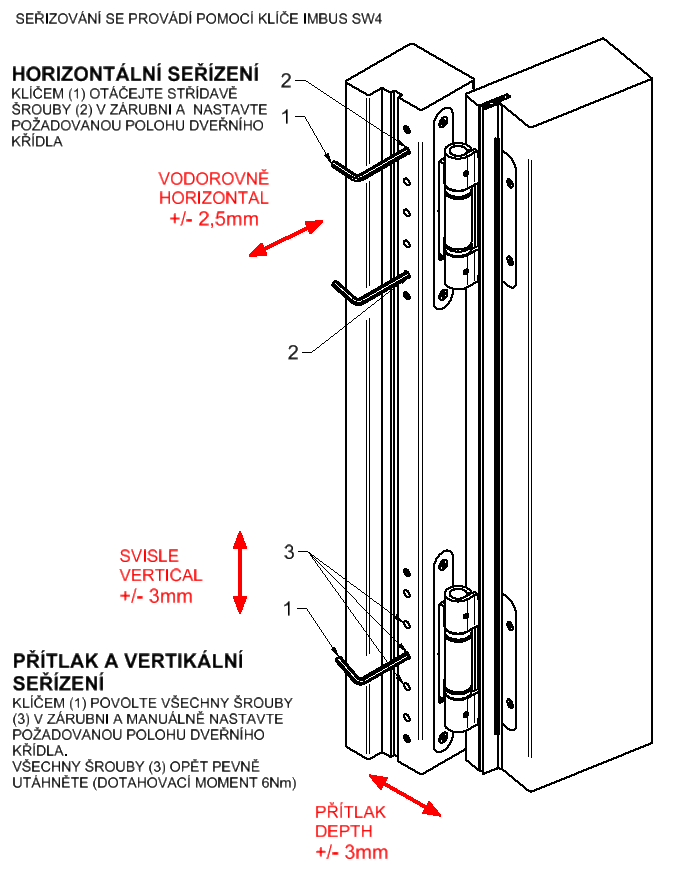 SEŘIZOVÁNÍ SE PROVÁDÍ POMOCÍ KLÍČE IMBUS SW4
HORIZONTÁLNÍ SEŘÍZENÍ
KLÍČEM (1) OTÁČEJTE STŘÍDAVĚ
ŠROUBY (2) V ZÁRUBNI A NASTAVTE
POŽADOVANOU POLOHU DVEŘNÍHO
KŘÍDLA
2
1
VODOROVNĚ
HORIZONTAL
+/- 2,5mm
2
SVISLE
VERTICAL
+/- 3mm
3
1
PŘÍTLAK A VERTIKÁLNÍ
SEŘÍZENÍ
KLÍČEM (1) POVOLTE VŠECHNY ŠROUBY
(3) V ZÁRUBNI A MANUÁLNĚ NASTAVTE
POŽADOVANOU POLOHU DVEŘNÍHO
KŘÍDLA.
VŠECHNY ŠROUBY (3) OPĚT PEVNĚ
UTÁHNĚTE (DOTAHOVACÍ MOMENT 6Nm)
PŘÍTLAK
DEPTH
+/- 3mm